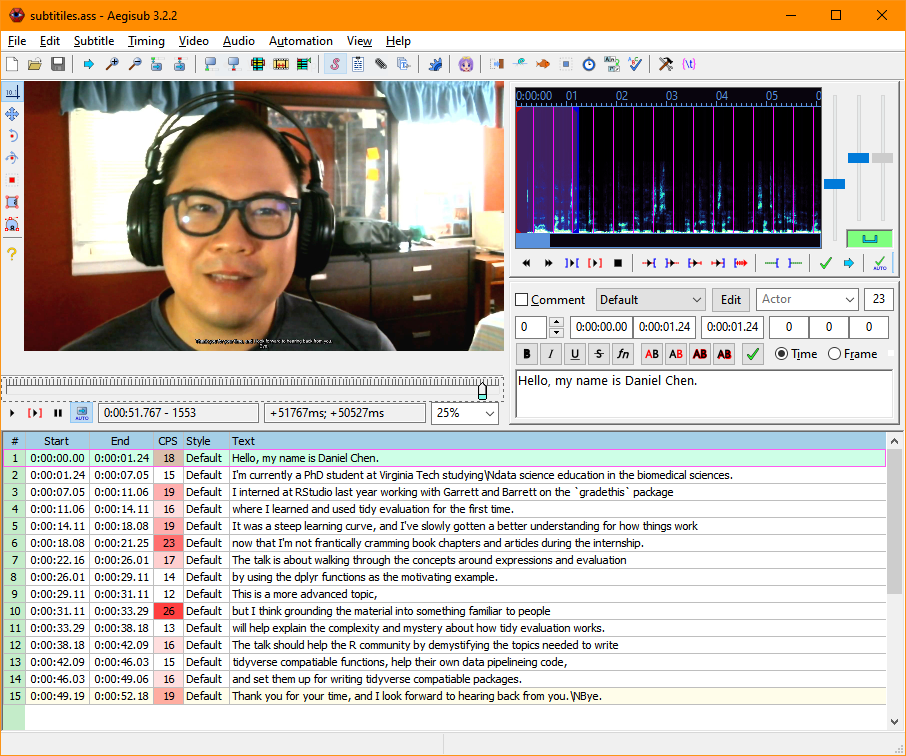 subtitiles.ass - Aegisub 3.2.2
File Edit Subtitle Timing Video Audio Automation View Help
0:00:00 01 02 03 04 05 0
Comment Default Edit Actor 23
0 0:00:00.00 0:00:01.24 0:00:01.24 0 0 0
B I U S fn AB AB AB AB Time Frame
Hello, my name is Daniel Chen.
Thank you for your time, and I look forward to hearing back from you.
Bye.
AUTO 0:00:51.767 - 1553 +51767ms; +50527ms 25% AUTO
# Start End CPS Style Text
1 0:00:00.00 0:00:01.24 18 Default Hello, my name is Daniel Chen.
2 0:00:01.24 0:00:07.05 15 Default I'm currently a PhD student at Virginia Tech studying\Ndata science education in the biomedical sciences.
3 0:00:07.05 0:00:11.06 19 Default I interned at RStudio last year working with Garrett and Barrett on the `gradethis` package
4 0:00:11.06 0:00:14.11 16 Default where I learned and used tidy evaluation for the first time.
5 0:00:14.11 0:00:18.08 19 Default It was a steep learning curve, and I've slowly gotten a better understanding for how things work
6 0:00:18.08 0:00:21.25 23 Default now that I'm not frantically cramming book chapters and articles during the internship.
7 0:00:22.16 0:00:26.01 17 Default The talk is about walking through the concepts around expressions and evaluation
8 0:00:26.01 0:00:29.11 14 Default by using the dplyr functions as the motivating example.
9 0:00:29.11 0:00:31.11 12 Default This is a more advanced topic,
10 0:00:31.11 0:00:33.29 26 Default but I think grounding the material into something familiar to people
11 0:00:33.29 0:00:38.18 13 Default will help explain the complexity and mystery about how tidy evaluation works.
12 0:00:38.18 0:00:42.09 16 Default The talk should help the R community by demystifying the topics needed to write
13 0:00:42.09 0:00:46.03 15 Default tidyverse compatiable functions, help their own data pipelineing code,
14 0:00:46.03 0:00:49.06 16 Default and set them up for writing tidyverse compatiable packages.
15 0:00:49.19 0:00:52.18 19 Default Thank you for your time, and I look forward to hearing back from you.\NBye.